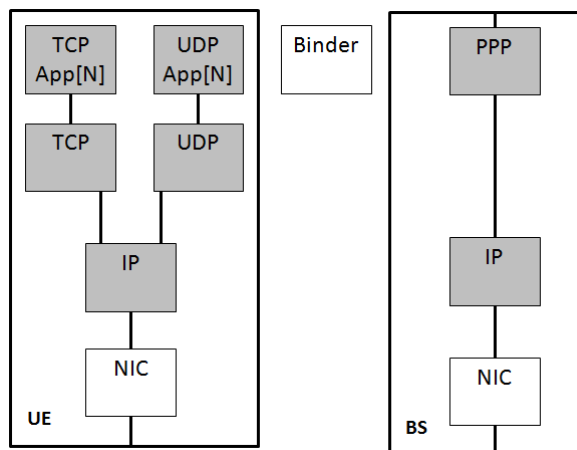 TCP
App[N]
UDP
App[N]
TCP
UDP
IP
NIC
UE
Binder
PPP
IP
NIC
BS